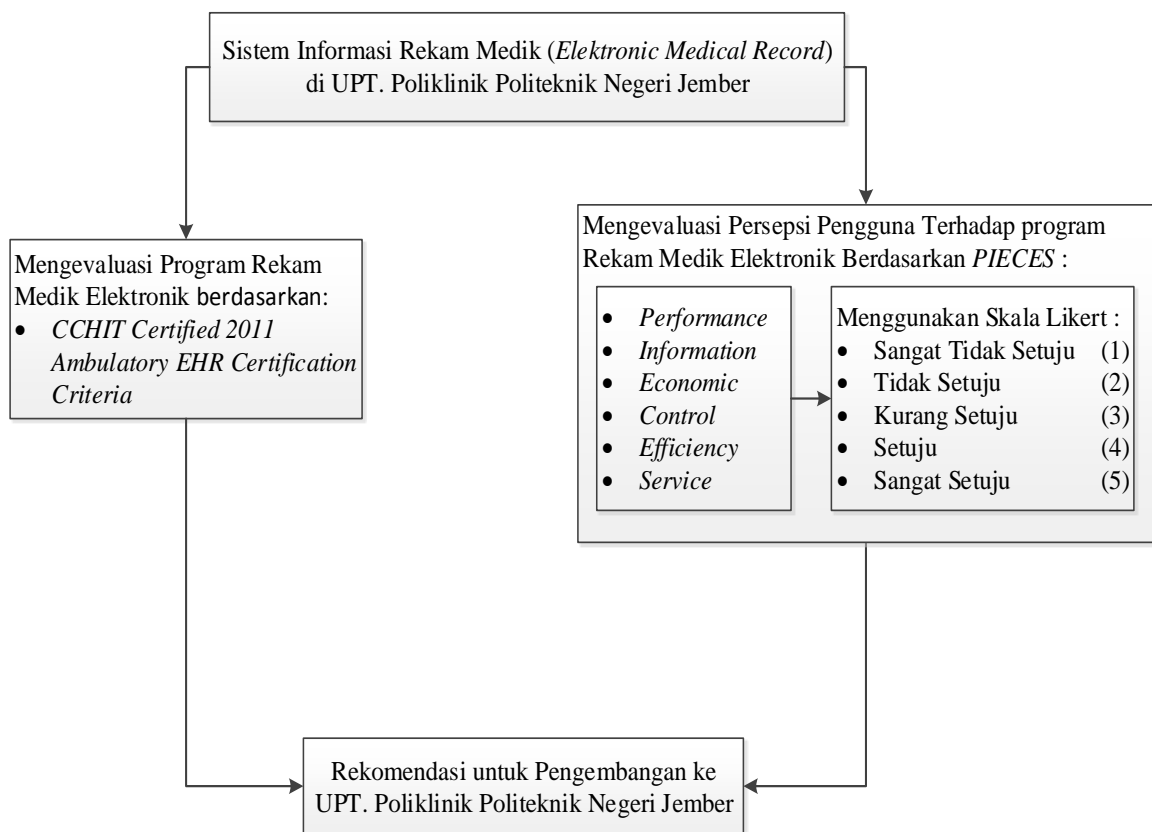 Sistem Informasi Rekam Medik (Elektronic Medical Record)
di UPT. Poliklinik Politeknik Negeri Jember
Mengevaluasi Program Rekam
Medik Elektronik berdasarkan:
• CCHIT Certified 2011
Ambulatory EHR Certification
Criteria
Mengevaluasi Persepsi Pengguna Terhadap program
Rekam Medik Elektronik Berdasarkan PIECES :
• Performance
• Information
• Economic
• Control
• Efficiency
• Service
Menggunakan Skala Likert :
• Sangat Tidak Setuju (1)
• Tidak Setuju (2)
• Kurang Setuju (3)
• Setuju (4)
• Sangat Setuju (5)
Rekomendasi untuk Pengembangan ke
UPT. Poliklinik Politeknik Negeri Jember